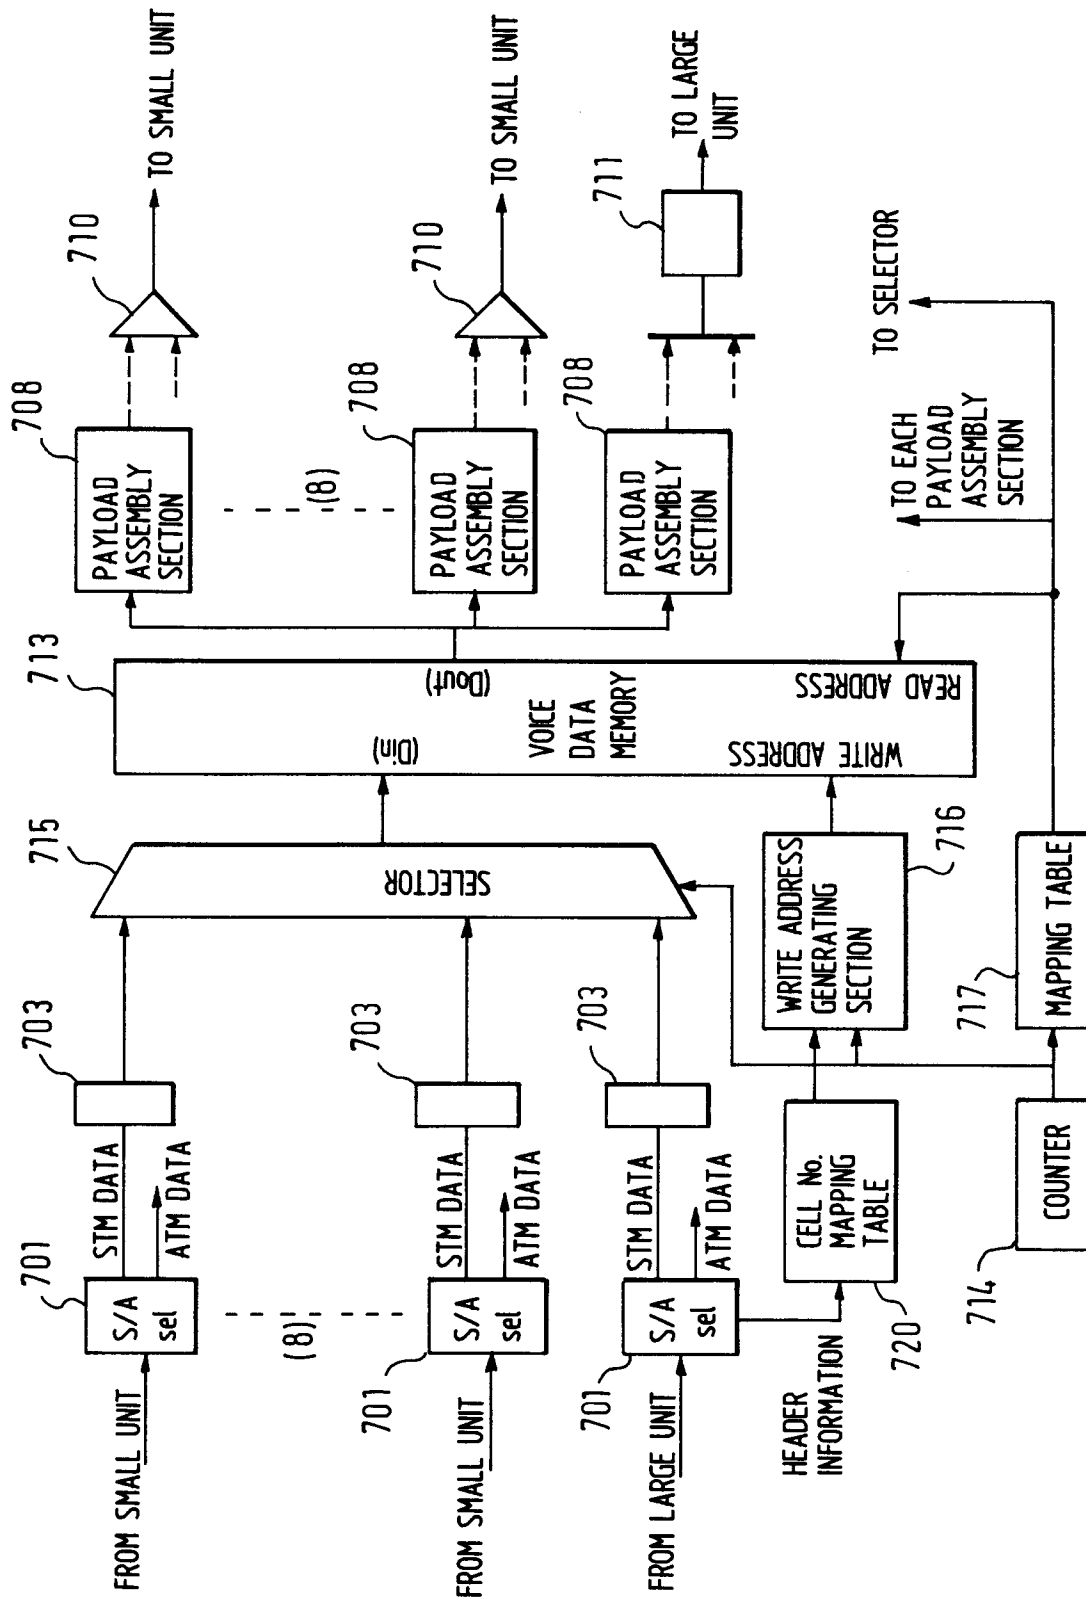 FROM SMALL UNIT
701
S/A
sel
STM DATA
ATM DATA
703
(8)
FROM SMALL UNIT
701
S/A
sel
STM DATA
ATM DATA
703
FROM LARGE UNIT
701
S/A
sel
STM DATA
ATM DATA
703
HEADER
INFORMATION
720
CELL No.
MAPPING
TABLE
714
COUNTER
715
SELECTOR
WRITE ADDRESS
GENERATING
SECTION
716
717
MAPPING TABLE
713
(Din)
(Dout)
VOICE
DATA
MEMORY
WRITE ADDRESS
READ ADDRESS
708
PAYLOAD
ASSEMBLY
SECTION
710
TO SMALL UNIT
(8)
708
PAYLOAD
ASSEMBLY
SECTION
710
TO SMALL UNIT
708
PAYLOAD
ASSEMBLY
SECTION
711
TO LARGE
UNIT
TO EACH
PAYLOAD
ASSEMBLY
SECTION
TO SELECTOR